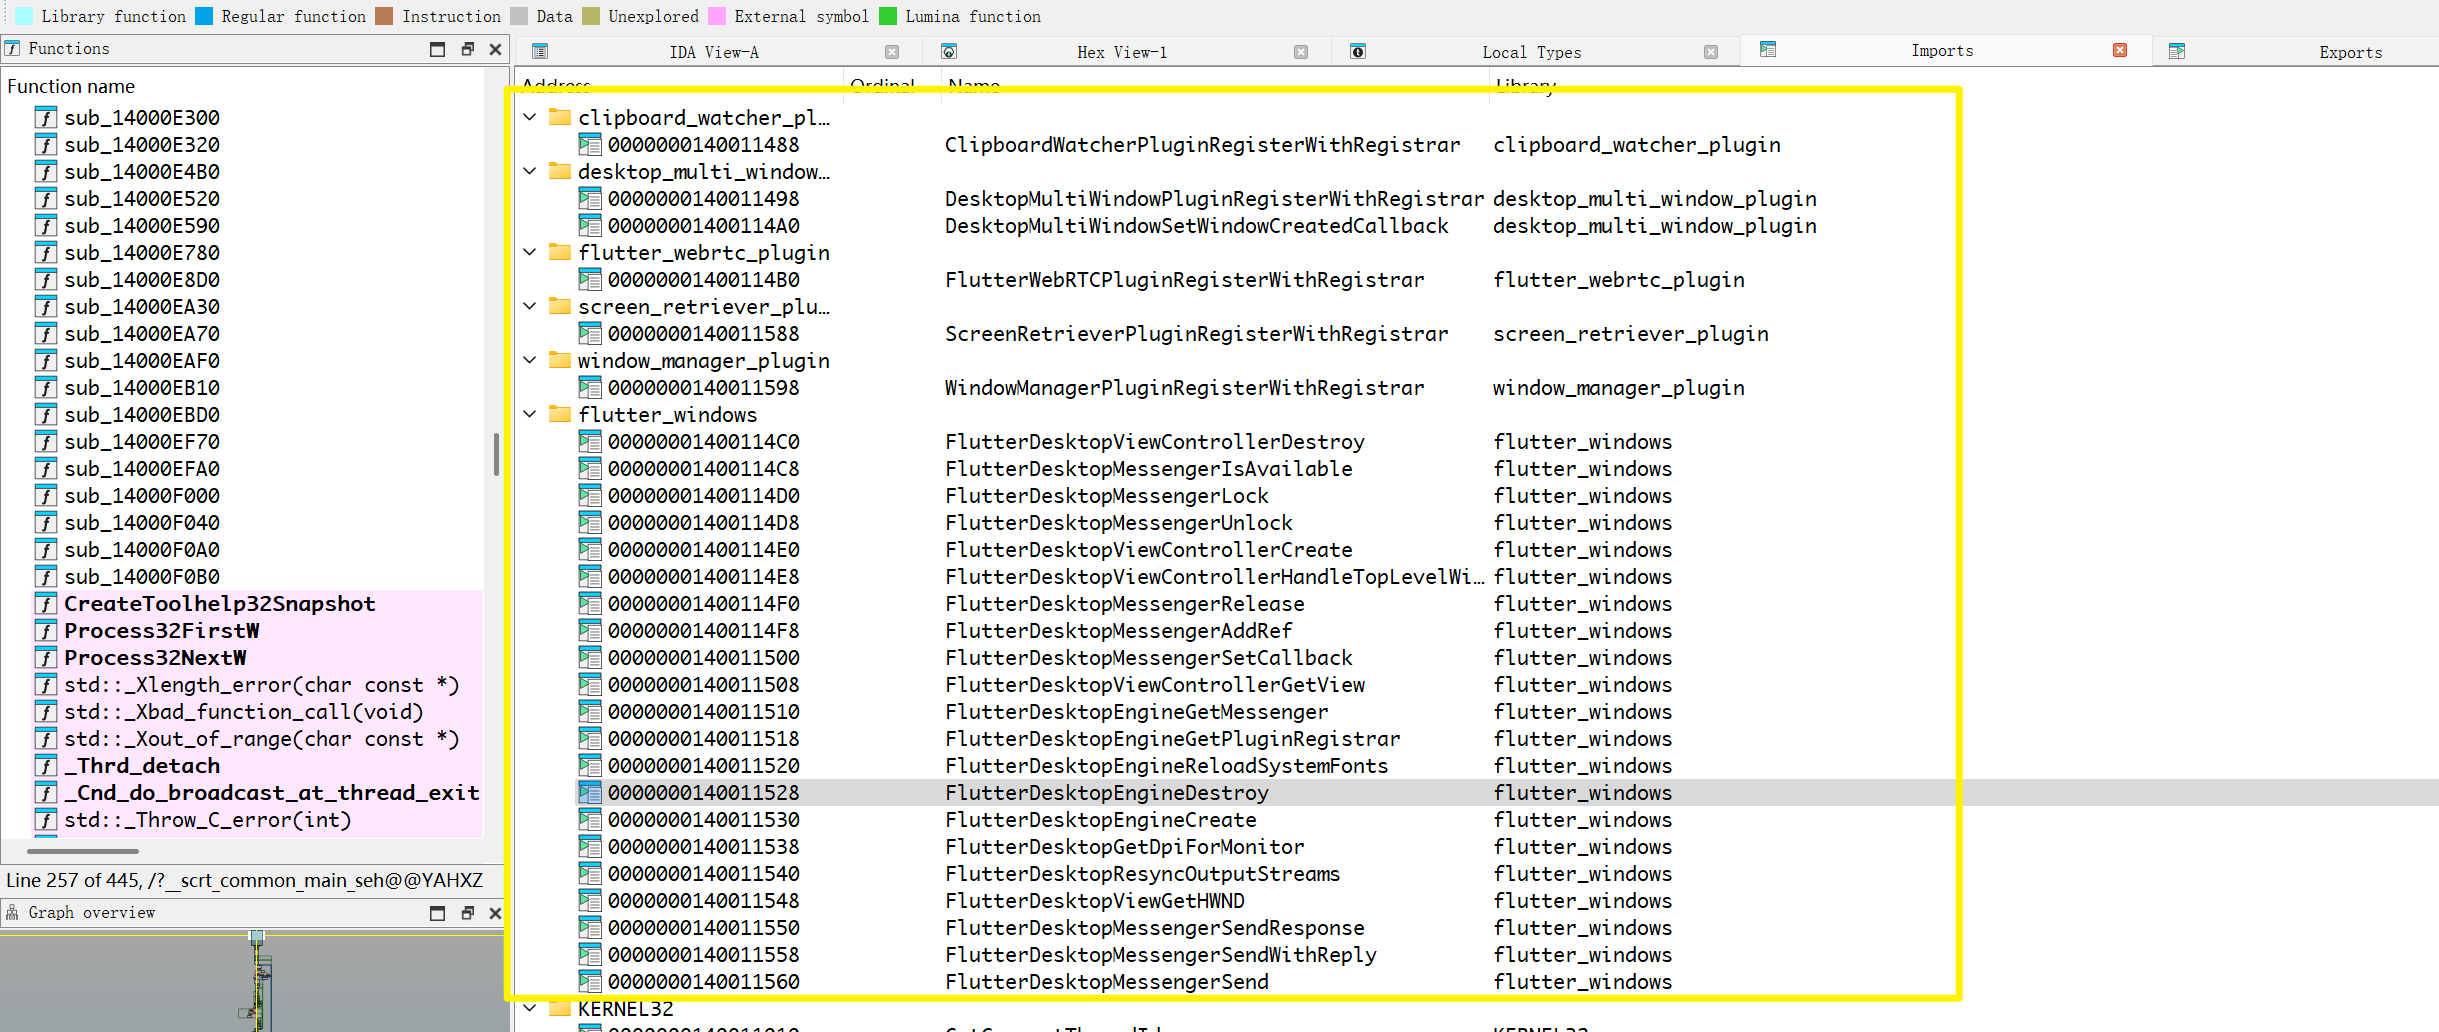 Library function Regular function Instruction Data Unexplored External symbol Lumina function
Functions
Function name
sub_14000E300
sub_14000E320
sub_14000E4B0
sub_14000E520
sub_14000E590
sub_14000E780
sub_14000E8D0
sub_14000EA30
sub_14000EA70
sub_14000EAF0
sub_14000EB10
sub_14000EBD0
sub_14000EF70
sub_14000EFA0
sub_14000F000
sub_14000F040
sub_14000F0A0
sub_14000F0B0
CreateToolhelp32Snapshot
Process32FirstW
Process32NextW
std::_Xlength_error(char const *)
std::_Xbad_function_call(void)
std::_Xout_of_range(char const *)
_Thrd_detach
_Cnd_do_broadcast_at_thread_exit
std::_Throw_C_error(int)
Line 257 of 445, /?__scrt_common_main_seh@@YAHXZ
Graph overview
IDA View-A Hex View-1 Local Types Imports Exports
Address Ordinal Name Library
clipboard_watcher_pl…
0000000140011488 ClipboardWatcherPluginRegisterWithRegistrar clipboard_watcher_plugin
desktop_multi_window…
0000000140011498 DesktopMultiWindowPluginRegisterWithRegistrar desktop_multi_window_plugin
00000001400114A0 DesktopMultiWindowSetWindowCreatedCallback desktop_multi_window_plugin
flutter_webrtc_plugin
00000001400114B0 FlutterWebRTCPluginRegisterWithRegistrar flutter_webrtc_plugin
screen_retriever_plu…
0000000140011588 ScreenRetrieverPluginRegisterWithRegistrar screen_retriever_plugin
window_manager_plugin
0000000140011598 WindowManagerPluginRegisterWithRegistrar window_manager_plugin
flutter_windows
00000001400114C0 FlutterDesktopViewControllerDestroy flutter_windows
00000001400114C8 FlutterDesktopMessengerIsAvailable flutter_windows
00000001400114D0 FlutterDesktopMessengerLock flutter_windows
00000001400114D8 FlutterDesktopMessengerUnlock flutter_windows
00000001400114E0 FlutterDesktopViewControllerCreate flutter_windows
00000001400114E8 FlutterDesktopViewControllerHandleTopLevelWi… flutter_windows
00000001400114F0 FlutterDesktopMessengerRelease flutter_windows
00000001400114F8 FlutterDesktopMessengerAddRef flutter_windows
0000000140011500 FlutterDesktopMessengerSetCallback flutter_windows
0000000140011508 FlutterDesktopViewControllerGetView flutter_windows
0000000140011510 FlutterDesktopEngineGetMessenger flutter_windows
0000000140011518 FlutterDesktopEngineGetPluginRegistrar flutter_windows
0000000140011520 FlutterDesktopEngineReloadSystemFonts flutter_windows
0000000140011528 FlutterDesktopEngineDestroy flutter_windows
0000000140011530 FlutterDesktopEngineCreate flutter_windows
0000000140011538 FlutterDesktopGetDpiForMonitor flutter_windows
0000000140011540 FlutterDesktopResyncOutputStreams flutter_windows
0000000140011548 FlutterDesktopViewGetHWND flutter_windows
0000000140011550 FlutterDesktopMessengerSendResponse flutter_windows
0000000140011558 FlutterDesktopMessengerSendWithReply flutter_windows
0000000140011560 FlutterDesktopMessengerSend flutter_windows
KERNEL32